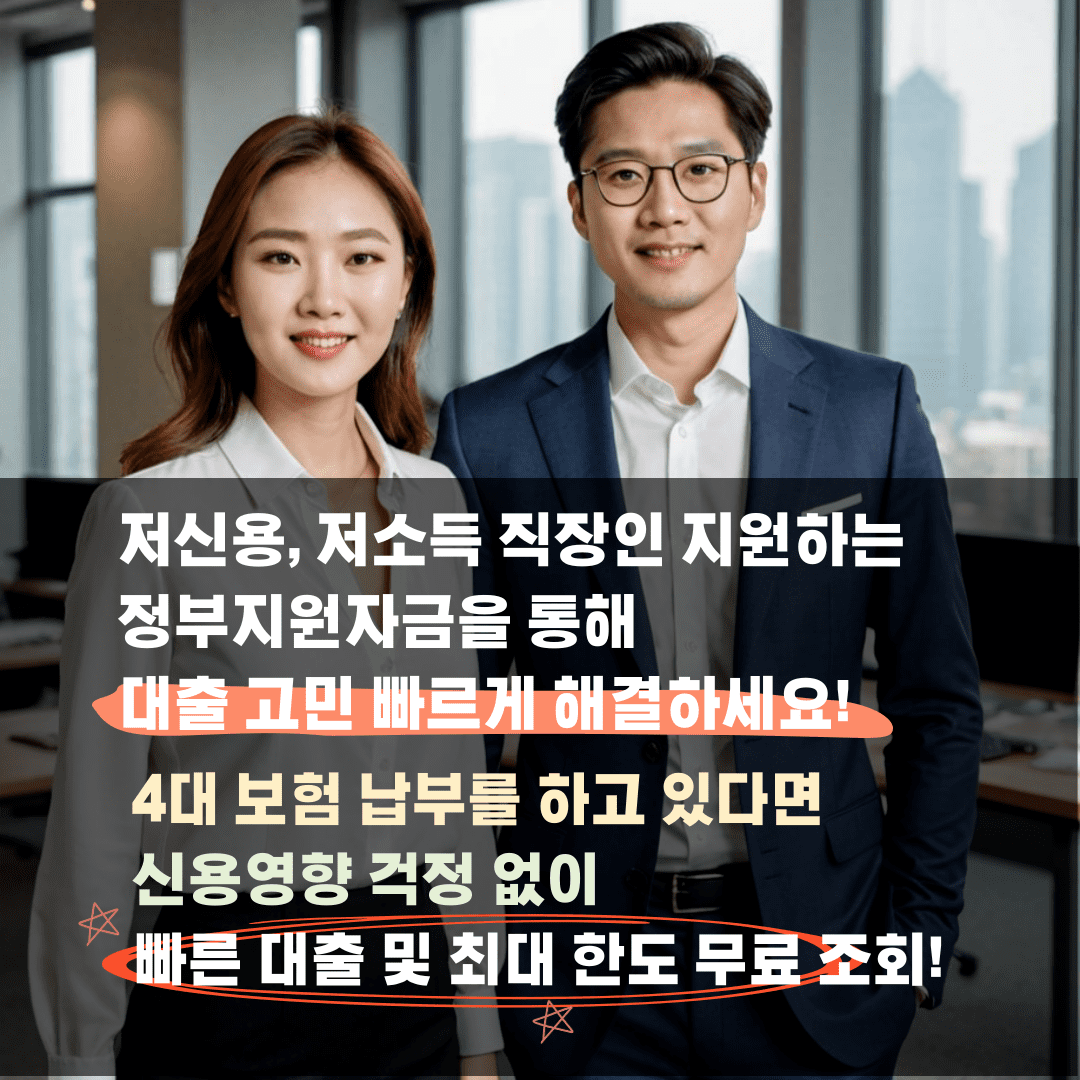 저신용, 저소득 직장인 지원하는
정부지원자금을 통해
대출 고민 빠르게 해결하세요!
4대 보험 납부를 하고 있다면
신용영향 걱정 없이
빠른 대출 및 최대 한도 무료 조회!